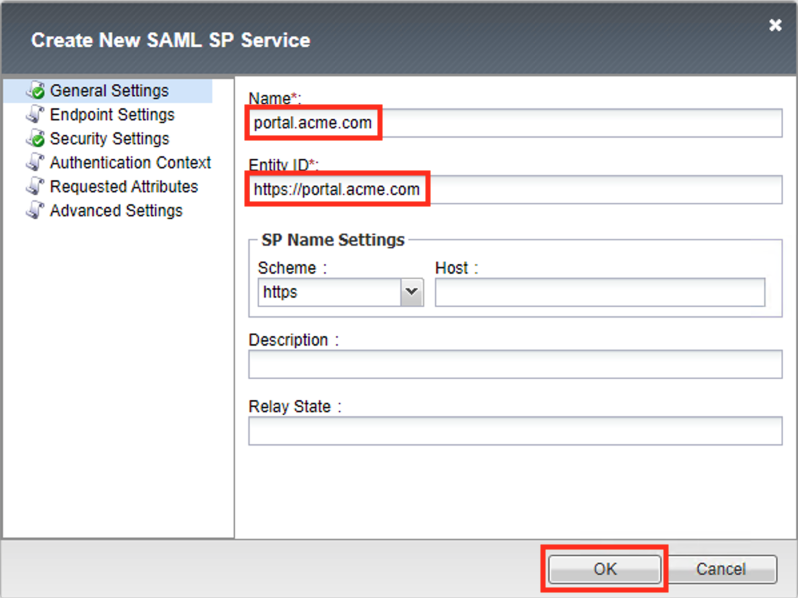 Create New SAML SP Service
General Settings
Endpoint Settings
Security Settings
Authentication Context
Requested Attributes
Advanced Settings
Name*:
portal.acme.com
Entity ID*:
https://portal.acme.com
SP Name Settings
Scheme : Host :
https
Description :
Relay State :
OK Cancel